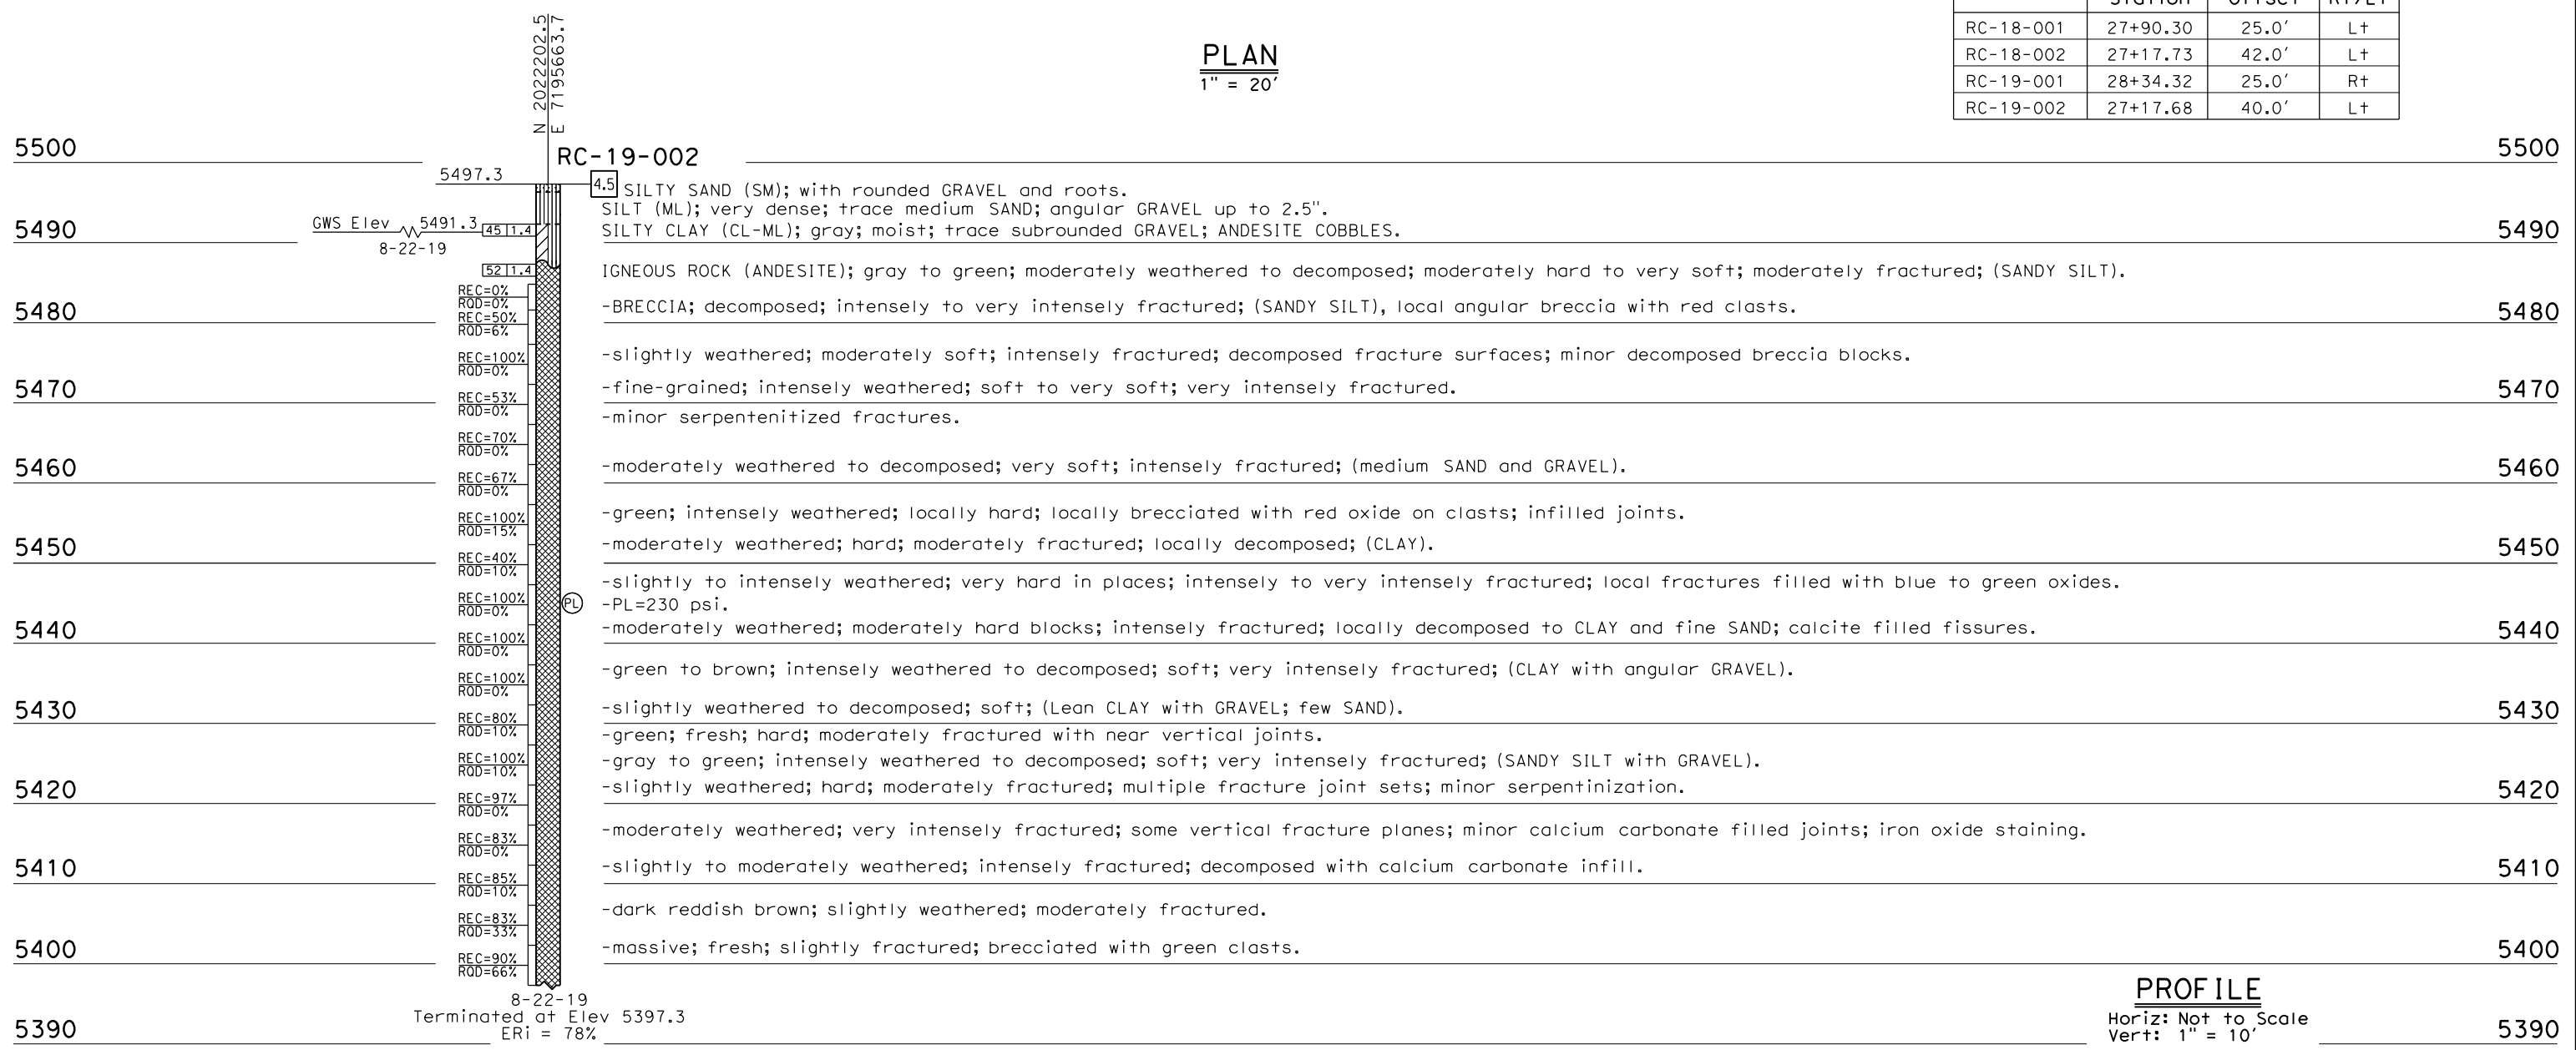 N 2022202.5
E 7195663.7
PLAN
1" = 20'
Station Offset Rt/Lt
RC-18-001 27+90.30 25.0' Lt
RC-18-002 27+17.73 42.0' Lt
RC-19-001 28+34.32 25.0' Rt
RC-19-002 27+17.68 40.0' Lt
5500 RC-19-002 5500
5497.3 4.5 SILTY SAND (SM); with rounded GRAVEL and roots.
SILT (ML); very dense; trace medium SAND; angular GRAVEL up to 2.5".
GWS Elev 5491.3 45 1.4 SILTY CLAY (CL-ML); gray; moist; trace subrounded GRAVEL; ANDESITE COBBLES.
5490 5490
8-22-19
52 1.4 IGNEOUS ROCK (ANDESITE); gray to green; moderately weathered to decomposed; moderately hard to very soft; moderately fractured; (SANDY SILT).
REC=0%
RQD=0%
-BRECCIA; decomposed; intensely to very intensely fractured; (SANDY SILT), local angular breccia with red clasts.
5480 5480
REC=50%
RQD=6%
REC=100% -slightly weathered; moderately soft; intensely fractured; decomposed fracture surfaces; minor decomposed breccia blocks.
RQD=0%
5470 -fine-grained; intensely weathered; soft to very soft; very intensely fractured. 5470
REC=53%
RQD=0%
-minor serpentenitized fractures.
REC=70%
RQD=0%
5460 -moderately weathered to decomposed; very soft; intensely fractured; (medium SAND and GRAVEL). 5460
REC=67%
RQD=0%
REC=100% -green; intensely weathered; locally hard; locally brecciated with red oxide on clasts; infilled joints.
RQD=15%
5450 -moderately weathered; hard; moderately fractured; locally decomposed; (CLAY). 5450
REC=40%
RQD=10%
-slightly to intensely weathered; very hard in places; intensely to very intensely fractured; local fractures filled with blue to green oxides.
REC=100% PL -PL=230 psi.
RQD=0%
5440 -moderately weathered; moderately hard blocks; intensely fractured; locally decomposed to CLAY and fine SAND; calcite filled fissures. 5440
REC=100%
RQD=0%
-green to brown; intensely weathered to decomposed; soft; very intensely fractured; (CLAY with angular GRAVEL).
REC=100%
RQD=0%
5430 -slightly weathered to decomposed; soft; (Lean CLAY with GRAVEL; few SAND). 5430
REC=80%
RQD=10% -green; fresh; hard; moderately fractured with near vertical joints.
REC=100% -gray to green; intensely weathered to decomposed; soft; very intensely fractured; (SANDY SILT with GRAVEL).
RQD=10%
5420 -slightly weathered; hard; moderately fractured; multiple fracture joint sets; minor serpentinization. 5420
REC=97%
RQD=0%
-moderately weathered; very intensely fractured; some vertical fracture planes; minor calcium carbonate filled joints; iron oxide staining.
REC=83%
RQD=0%
5410 -slightly to moderately weathered; intensely fractured; decomposed with calcium carbonate infill. 5410
REC=85%
RQD=10%
-dark reddish brown; slightly weathered; moderately fractured.
REC=83%
RQD=33%
5400 -massive; fresh; slightly fractured; brecciated with green clasts. 5400
REC=90%
RQD=66%
8-22-19
Terminated at Elev 5397.3
ERi = 78%
PROFILE
Horiz: Not to Scale
Vert: 1" = 10'
5390 5390